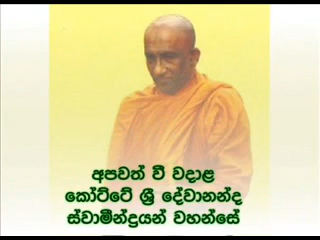 අපවත් වී වදාළ
කෝට්ටේ ශ්‍රී දේවානන්ද
ස්වාමීන්ද්‍රයන් වහන්සේ